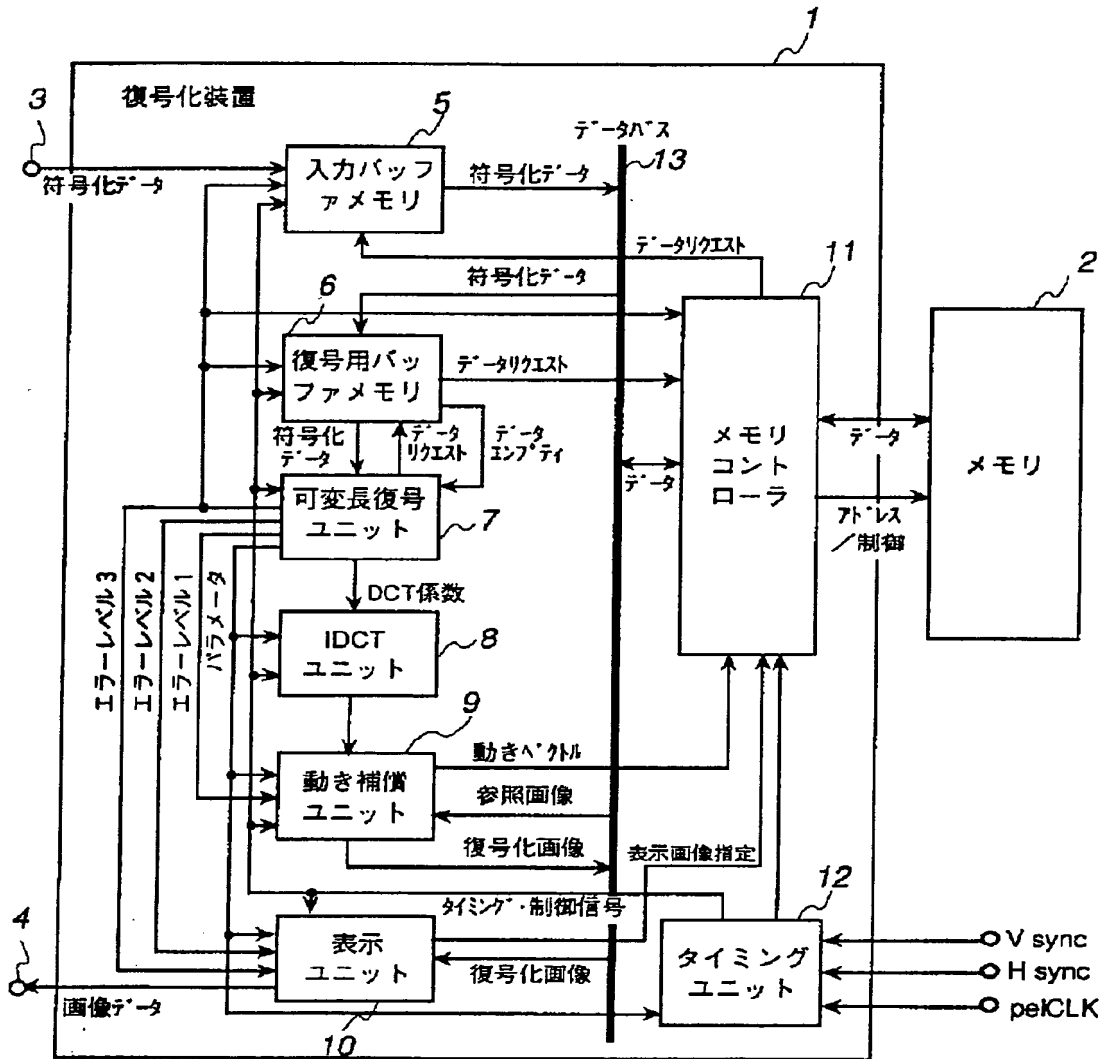 1
復号化装置
3
符号化データ
5
入力バッフ
ァメモリ
符号化データ
データバス
13
データリクエスト
符号化データ
11
2
6
復号用バッ
ファメモリ
データリクエスト
符号化
データ
データ
リクエスト
データ
エンプティ
可変長復号
ユニット
7
データ
メモリ
コント
ローラ
データ
アドレス
/制御
メモリ
DCT係数
エラーレベル3
エラーレベル2
エラーレベル1
パラメータ
IDCT
ユニット
8
9
動き補償
ユニット
動きベクトル
参照画像
復号化画像
表示画像指定
タイミング・制御信号
12
4
画像データ
表示
ユニット
10
復号化画像
タイミング
ユニット
V sync
H sync
pelCLK